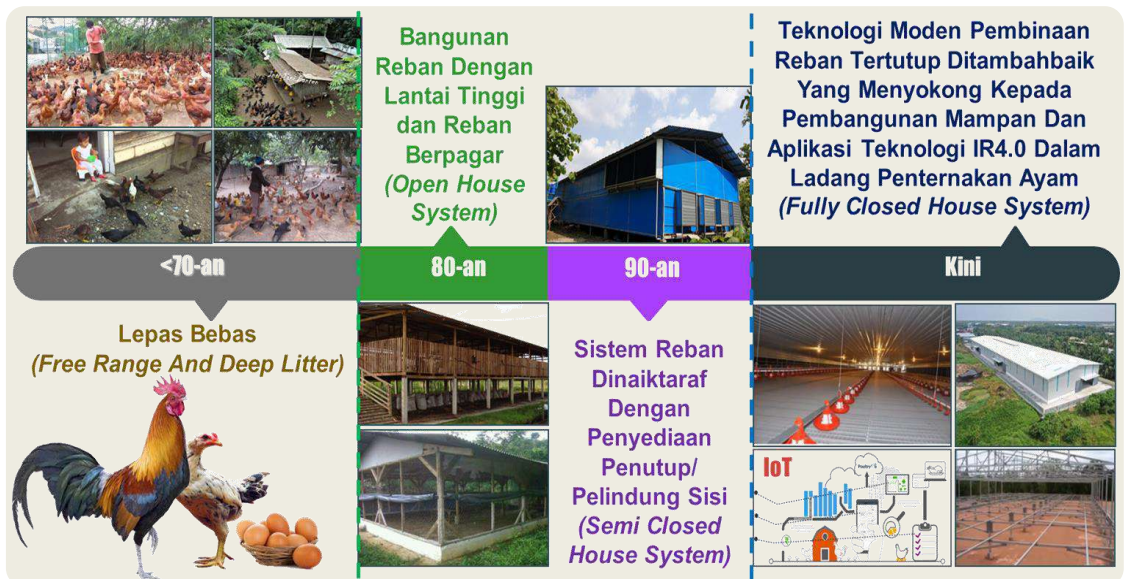 Bangunan
Reban Dengan
Lantai Tinggi
dan Reban
Berpagar
(Open House
System)
Teknologi Moden Pembinaan
Reban Tertutup Ditambahbaik
Yang Menyokong Kepada
Pembangunan Mampan Dan
Aplikasi Teknologi IR4.0 Dalam
Ladang Penternakan Ayam
(Fully Closed House System)
<70-an
80-an
90-an
Kini
Lepas Bebas
(Free Range And Deep Litter)
Sistem Reban
Dinaiktaraf
Dengan
Penyediaan
Penutup/
Pelindung Sisi
(Semi Closed
House System)
IoT